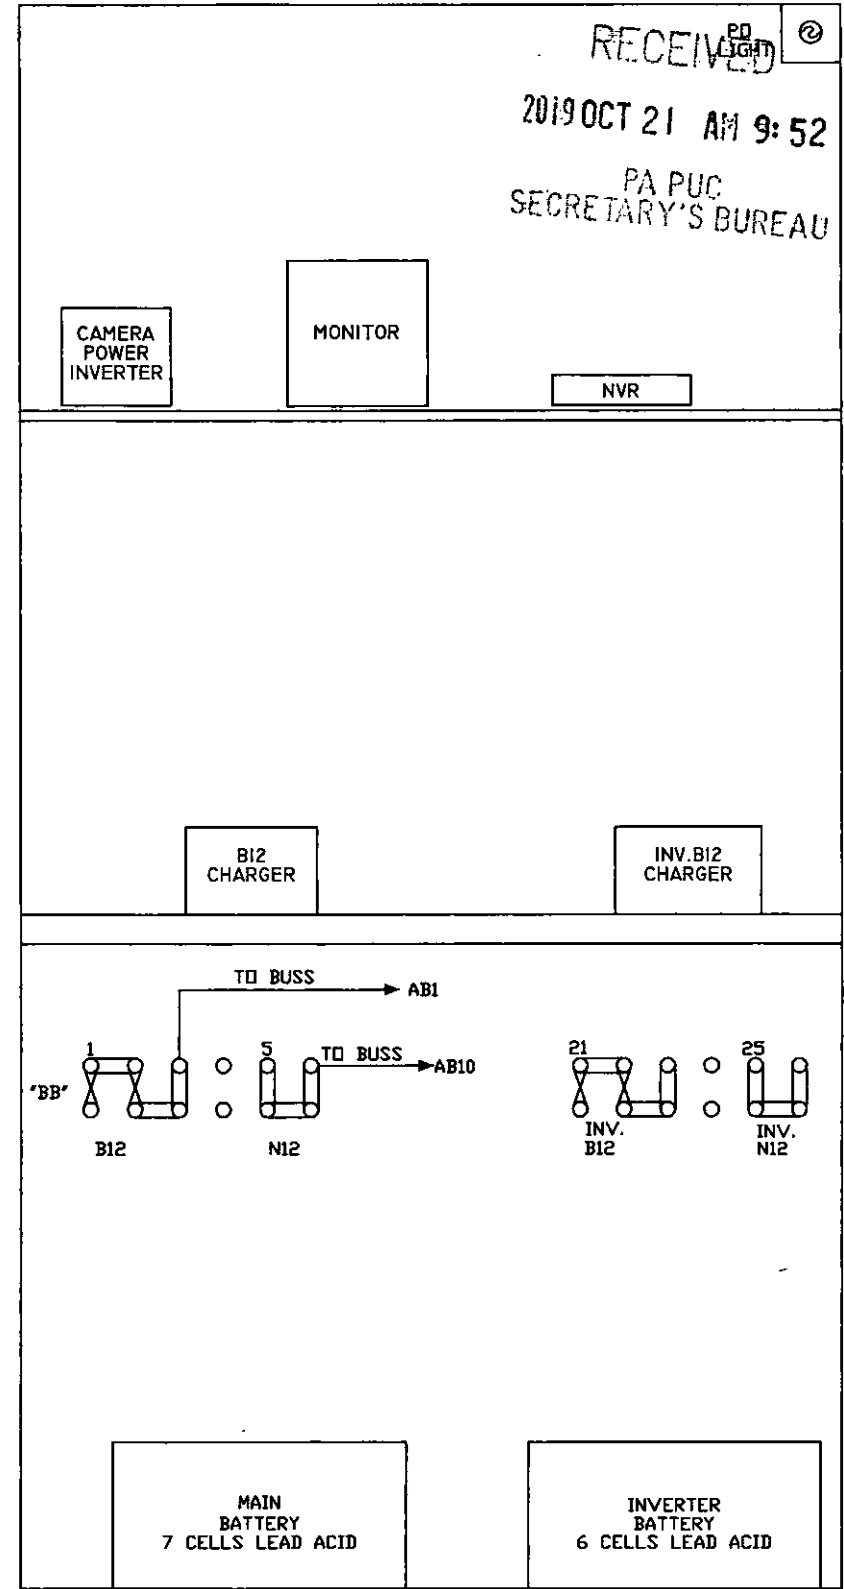 PO
LIGHT
RECEIVED
2019 OCT 21 AM 9:52
PA PUC
SECRETARY'S BUREAU
CAMERA
POWER
INVERTER
MONITOR
NVR
B12
CHARGER
INV.B12
CHARGER
TO BUSS
AB1
1
5
TO BUSS
AB10
21
25
"BB"
B12
N12
INV.
B12
INV.
N12
MAIN
BATTERY
7 CELLS LEAD ACID
INVERTER
BATTERY
6 CELLS LEAD ACID